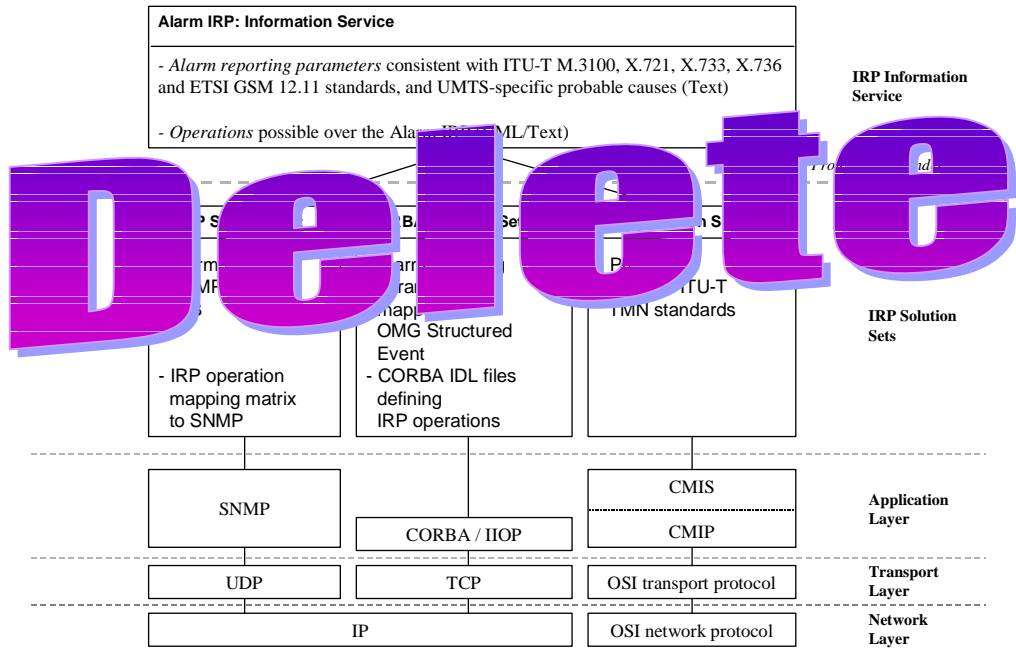 Alarm IRP: Information Service
- Alarm reporting parameters consistent with ITU-T M.3100, X.721, X.733, X.736
and ETSI GSM 12.11 standards, and UMTS-specific probable causes (Text)
- Operations possible over the Alarm
IRP Information
Service
Delete
OMG Structured
Event
- CORBA IDL files
defining
IRP operations
- IRP operation
mapping matrix
to SNMP
ITU-T
TMN standards
IRP Solution
Sets
SNMP
CORBA / IIOP
CMIS
CMIP
Application
Layer
UDP
TCP
OSI transport protocol
Transport
Layer
IP
OSI network protocol
Network
Layer